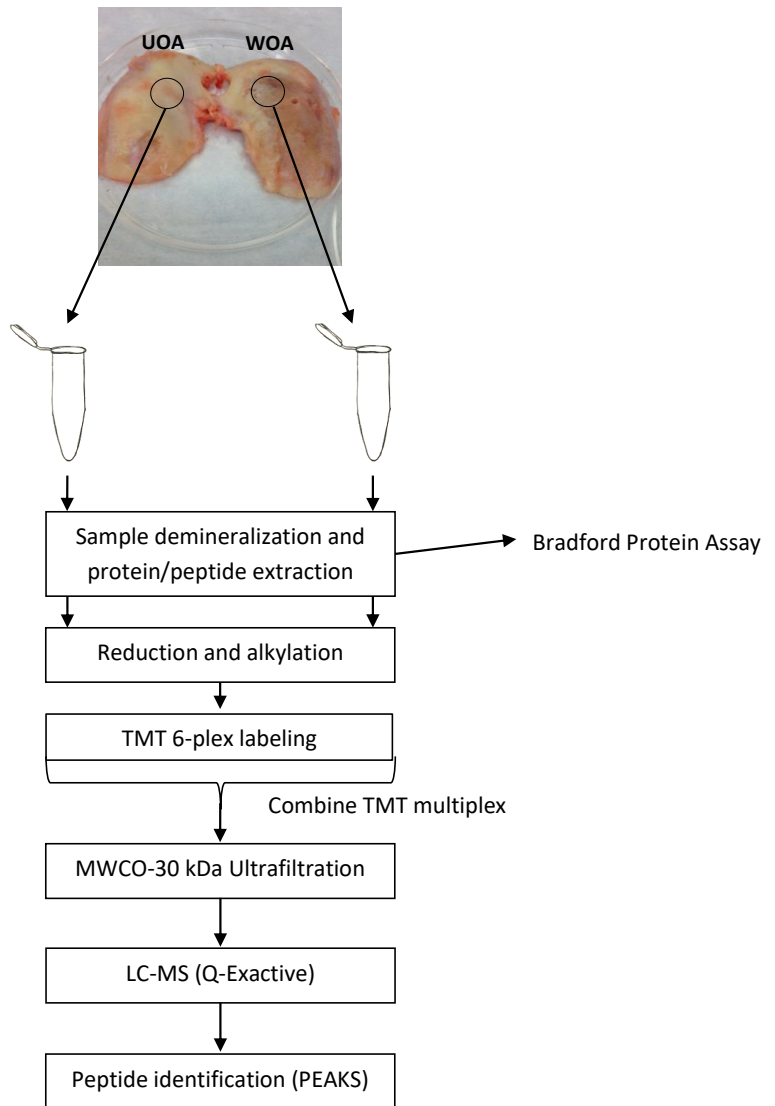 UOA WOA
Sample demineralization and
protein/peptide extraction
Bradford Protein Assay
Reduction and alkylation
TMT 6-plex labeling
Combine TMT multiplex
MWCO-30 kDa Ultrafiltration
LC-MS (Q-Exactive)
Peptide identification (PEAKS)